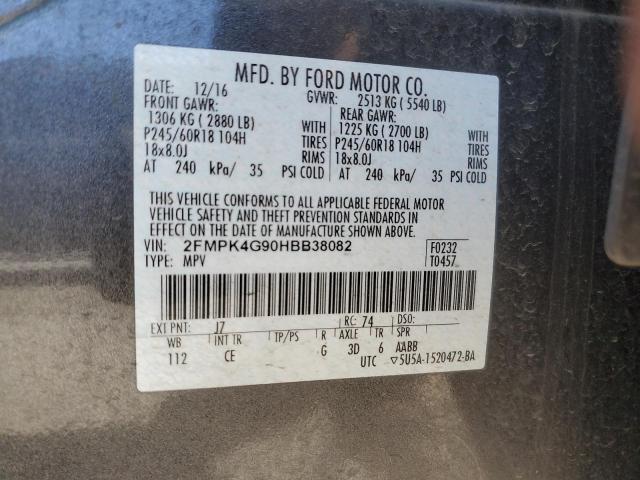 MFD. BY FORD MOTOR CO.
DATE: 12/16 GVWR: 2513 KG ( 5540 LB)
FRONT GAWR: REAR GAWR:
1306 KG ( 2880 LB) WITH 1225 KG ( 2700 LB) WITH
P245/60R18 104H TIRES P245/60R18 104H TIRES
18x8.0J RIMS 18x8.0J RIMS
AT 240 kPa/ 35 PSI COLD AT 240 kPa/ 35 PSI COLD
THIS VEHICLE CONFORMS TO ALL APPLICABLE FEDERAL MOTOR
VEHICLE SAFETY AND THEFT PREVENTION STANDARDS IN
EFFECT ON THE DATE OF MANUFACTURE SHOWN ABOVE.
VIN: 2FMPK4G90HBB38082 F0232
TYPE: MPV T0457
EXT PNT: J7 RC: 74 DSO:
WB INT TR TP/PS R AXLE TR SPR
112 CE G 3D 6 AABB
UTC ▽5U5A-1520472-BA